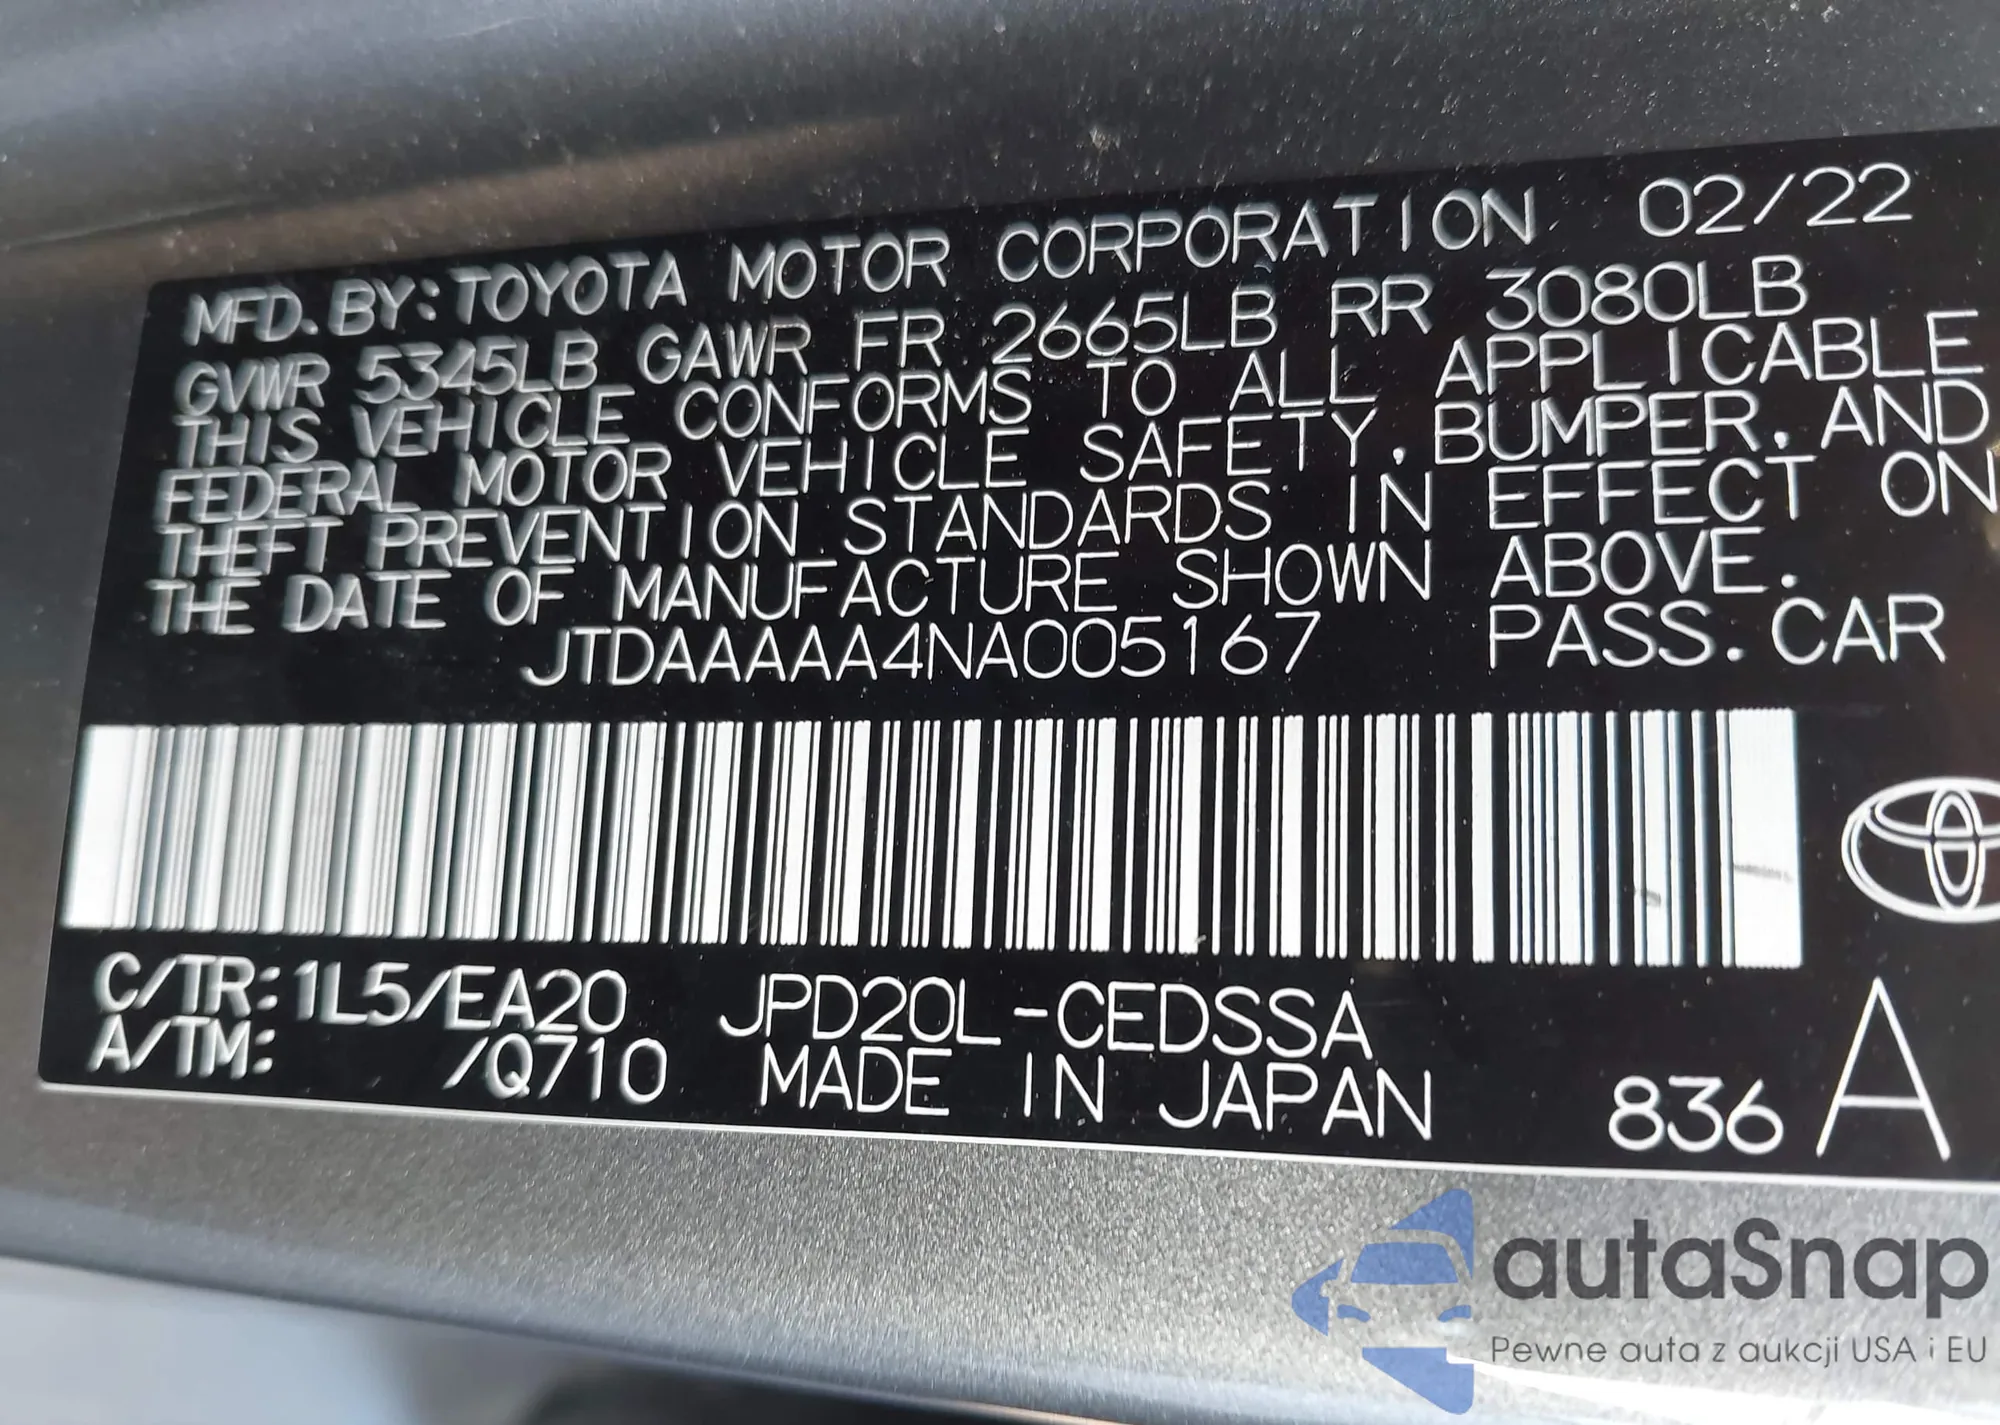 MFD. BY: TOYOTA MOTOR CORPORATION 02/22
GVWR 5345LB GAWR FR 2665LB RR 3080LB
THIS VEHICLE CONFORMS TO ALL APPLICABLE
FEDERAL MOTOR VEHICLE SAFETY, BUMPER, AND
THEFT PREVENTION STANDARDS IN EFFECT ON
THE DATE OF MANUFACTURE SHOWN ABOVE.
JTDAAAAA4NA005167 PASS. CAR
C/TR: 1L5/EA20 JPD20L-CEDSSA
A/TM: /Q710 MADE IN JAPAN 836 A
autaSnap
Pewne auta z aukcji USA i EU